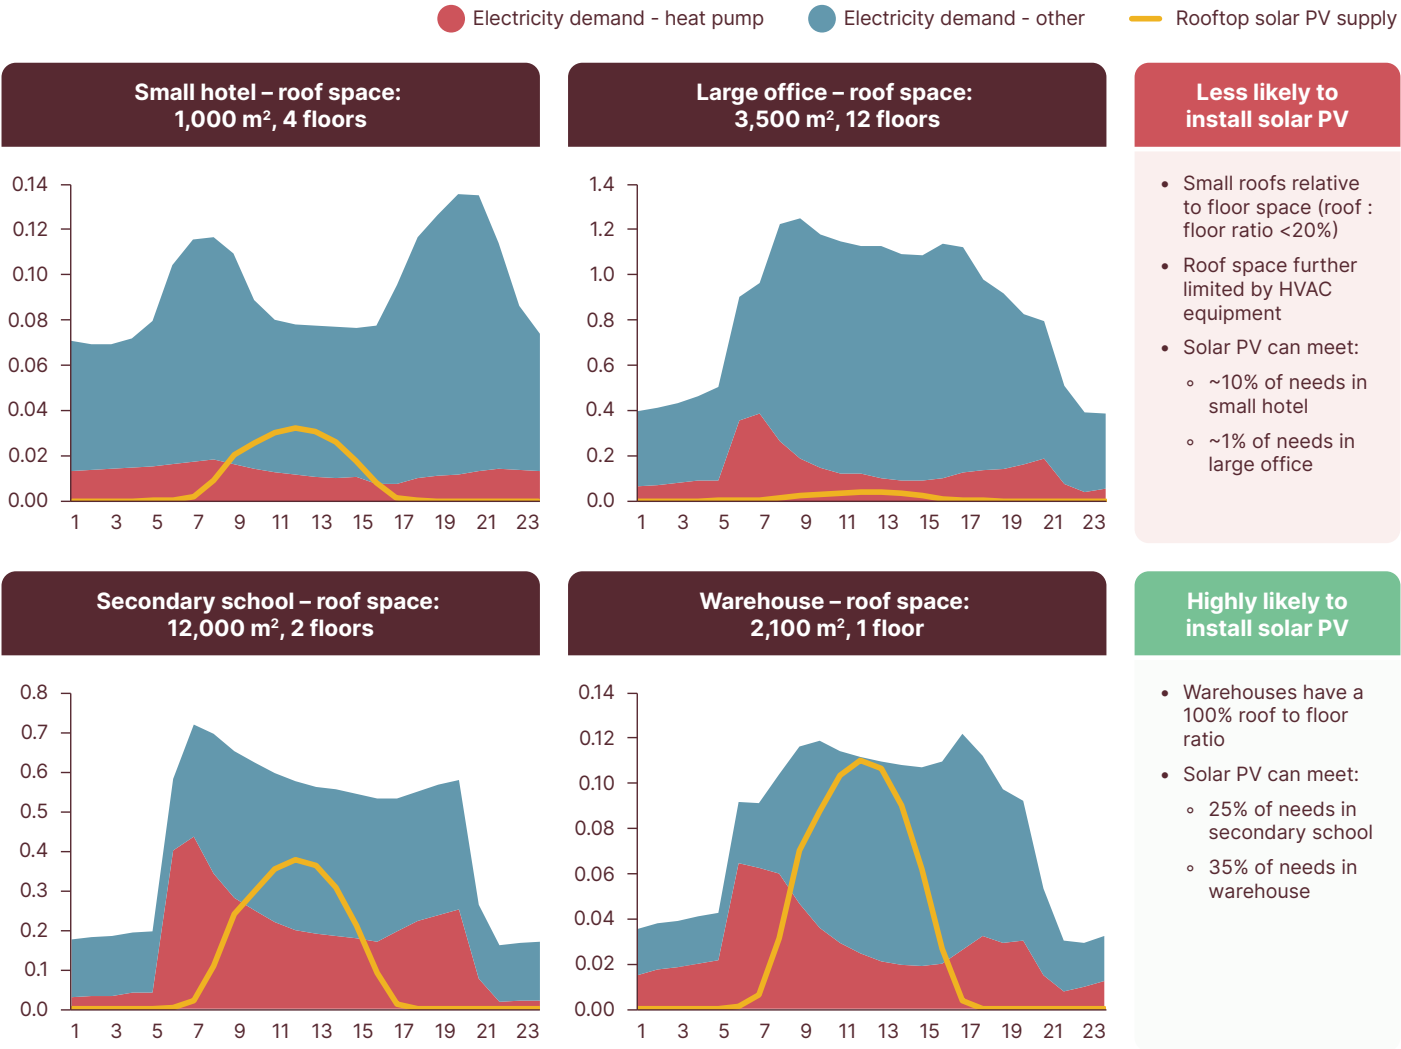 Electricity demand - heat pump
Electricity demand - other
Rooftop solar PV supply
Small hotel – roof space:
1,000 m², 4 floors
0.14
0.12
0.10
0.08
0.06
0.04
0.02
0.00
1 3 5 7 9 11 13 15 17 19 21 23
Large office – roof space:
3,500 m², 12 floors
1.4
1.2
1.0
0.8
0.6
0.4
0.2
0.0
1 3 5 7 9 11 13 15 17 19 21 23
Less likely to
install solar PV
• Small roofs relative
to floor space (roof :
floor ratio <20%)
• Roof space further
limited by HVAC
equipment
• Solar PV can meet:
◦ ~10% of needs in
small hotel
◦ ~1% of needs in
large office
Secondary school – roof space:
12,000 m², 2 floors
0.8
0.7
0.6
0.5
0.4
0.3
0.2
0.1
0.0
1 3 5 7 9 11 13 15 17 19 21 23
Warehouse – roof space:
2,100 m², 1 floor
0.14
0.12
0.10
0.08
0.06
0.04
0.02
0.00
1 3 5 7 9 11 13 15 17 19 21 23
Highly likely to
install solar PV
• Warehouses have a
100% roof to floor
ratio
• Solar PV can meet:
◦ 25% of needs in
secondary school
◦ 35% of needs in
warehouse